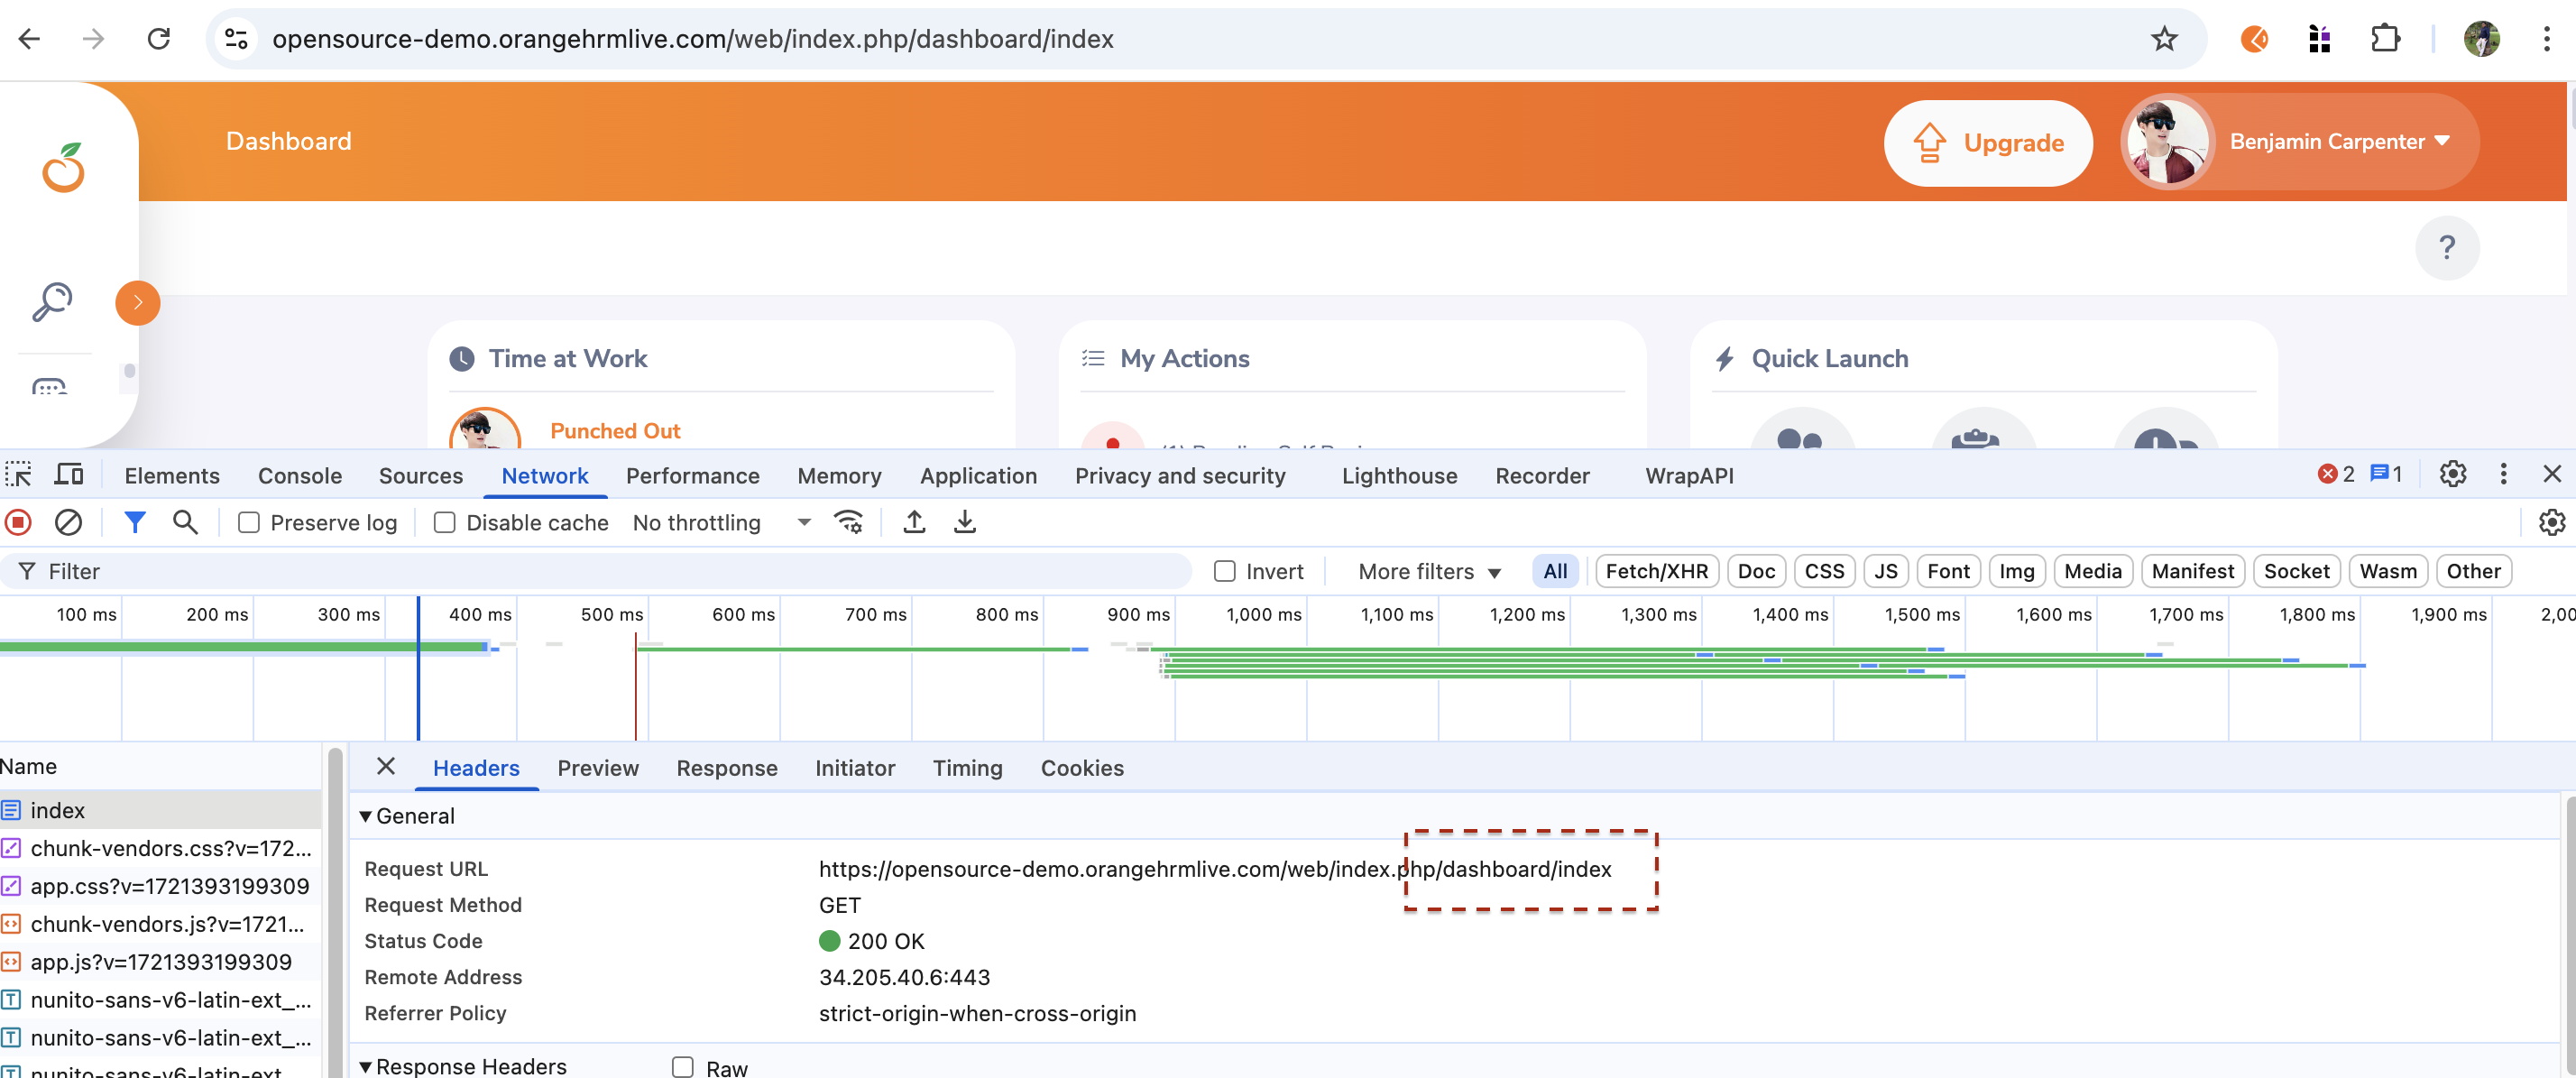 opensource-demo.orangehrmlive.com/web/index.php/dashboard/index
Dashboard
Upgrade
Benjamin Carpenter
?
Time at Work
My Actions
Quick Launch
Punched Out
Elements Console Sources Network Performance Memory Application Privacy and security Lighthouse Recorder WrapAPI 2 1
Preserve log Disable cache No throttling
Filter Invert More filters All Fetch/XHR Doc CSS JS Font Img Media Manifest Socket Wasm Other
100 ms 200 ms 300 ms 400 ms 500 ms 600 ms 700 ms 800 ms 900 ms 1,000 ms 1,100 ms 1,200 ms 1,300 ms 1,400 ms 1,500 ms 1,600 ms 1,700 ms 1,800 ms 1,900 ms 2,00
Name
index
chunk-vendors.css?v=172...
app.css?v=1721393199309
chunk-vendors.js?v=1721...
app.js?v=1721393199309
nunito-sans-v6-latin-ext_...
nunito-sans-v6-latin-ext_...
nunito-sans-v6-latin-ext
Headers Preview Response Initiator Timing Cookies
General
Request URL https://opensource-demo.orangehrmlive.com/web/index.php/dashboard/index
Request Method GET
Status Code 200 OK
Remote Address 34.205.40.6:443
Referrer Policy strict-origin-when-cross-origin
Response Headers Raw